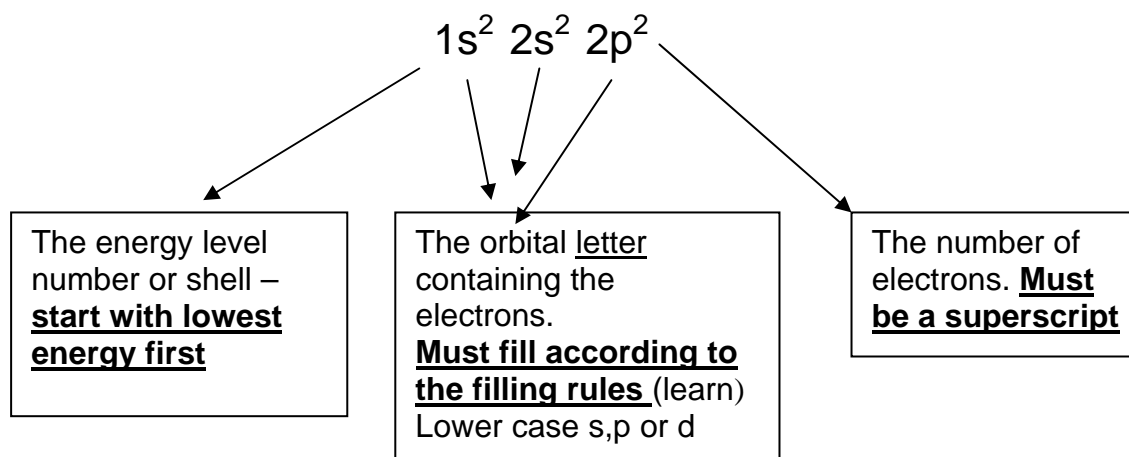 1s² 2s² 2p²
The energy level
number or shell –
start with lowest
energy first
The orbital letter
containing the
electrons.
Must fill according to
the filling rules (learn)
Lower case s,p or d
The number of
electrons. Must
be a superscript